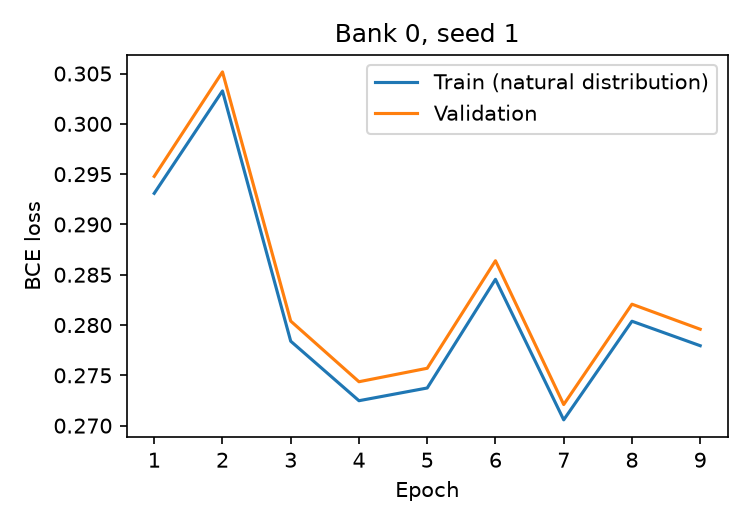 Bank 0, seed 1
Train (natural distribution)
Validation
BCE loss
0.305
0.300
0.295
0.290
0.285
0.280
0.275
0.270
1 2 3 4 5 6 7 8 9
Epoch